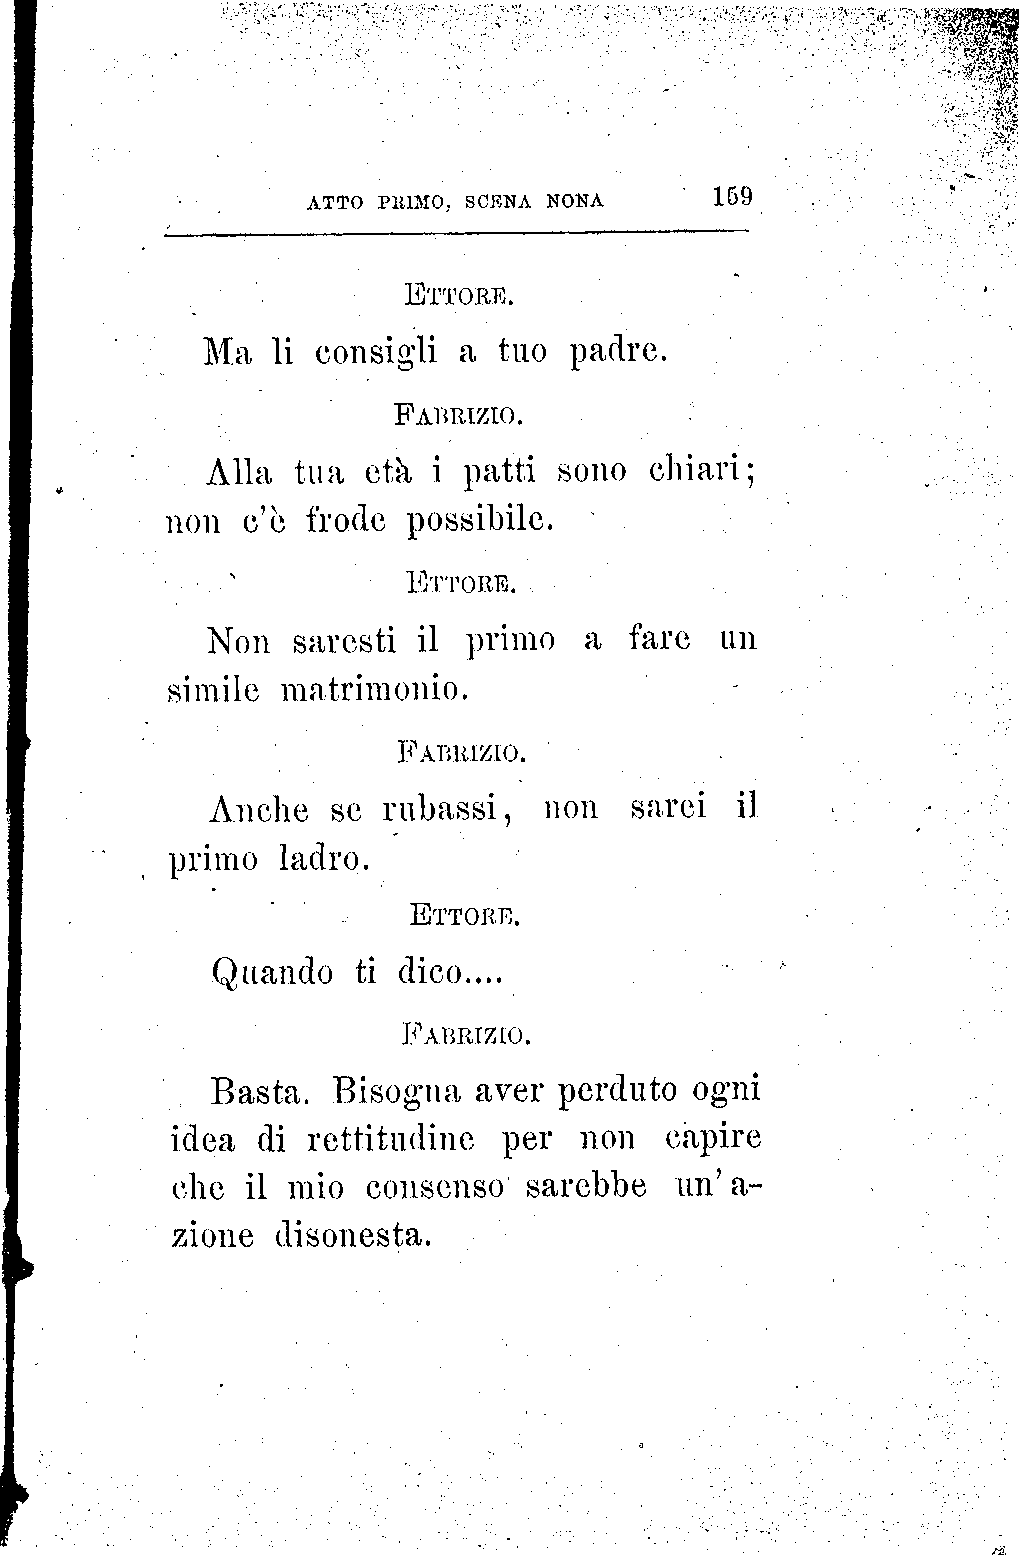 ATTO PRIMO, SCENA NONA 159
ETTORE.
Ma li consigli a tuo padre.
FABRIZIO.
Alla tua età i patti sono chiari;
non c'è frode possibile.
ETTORE.
Non saresti il primo a fare un
simile matrimonio.
FABRIZIO.
Anche se rubassi, non sarei il
primo ladro.
ETTORE.
Quando ti dico....
FABRIZIO.
Basta. Bisogna aver perduto ogni
idea di rettitudine per non capire
che il mio consenso sarebbe un' a-
zione disonesta.